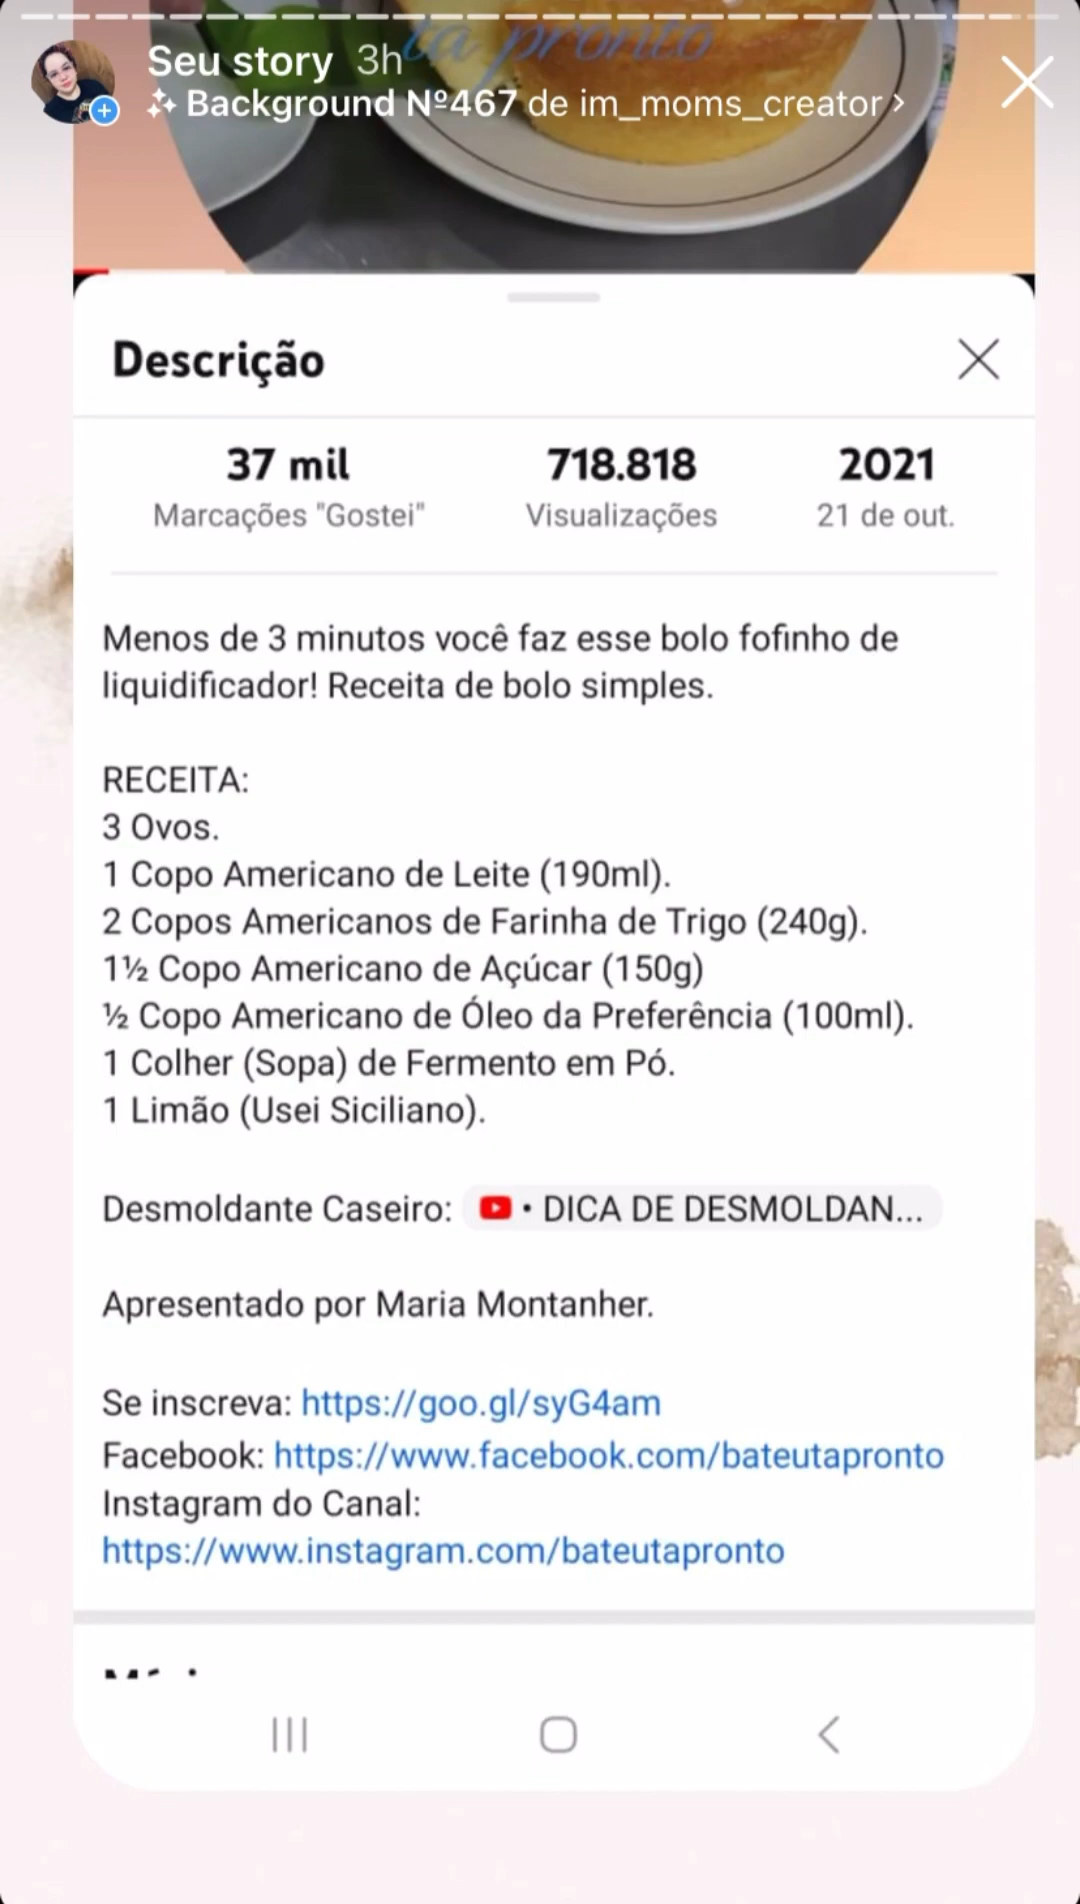 ta pronto
Seu story 3h
Background Nº467 de im_moms_creator >
Descrição
37 mil 718.818 2021
Marcações "Gostei" Visualizações 21 de out.
Menos de 3 minutos você faz esse bolo fofinho de
liquidificador! Receita de bolo simples.
RECEITA:
3 Ovos.
1 Copo Americano de Leite (190ml).
2 Copos Americanos de Farinha de Trigo (240g).
1½ Copo Americano de Açúcar (150g)
½ Copo Americano de Óleo da Preferência (100ml).
1 Colher (Sopa) de Fermento em Pó.
1 Limão (Usei Siciliano).
Desmoldante Caseiro: • DICA DE DESMOLDAN...
Apresentado por Maria Montanher.
Se inscreva: https://goo.gl/syG4am
Facebook: https://www.facebook.com/bateutapronto
Instagram do Canal:
https://www.instagram.com/bateutapronto